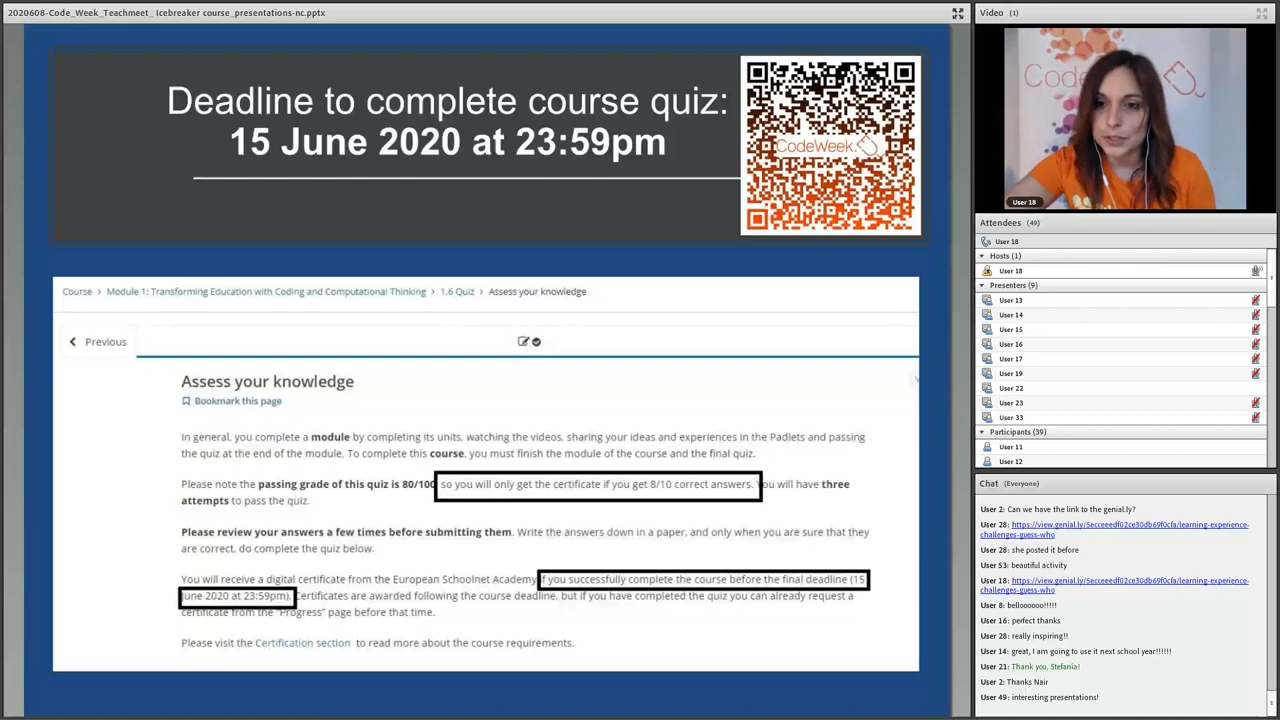 2020608-Code_Week_Teachmeet_ Icebreaker course_presentations-nc.pptx
Deadline to complete course quiz:
15 June 2020 at 23:59pm
CodeWeek
Course > Module 1: Transforming Education with Coding and Computational Thinking > 1.6 Quiz > Assess your knowledge
Previous
Assess your knowledge
Bookmark this page
In general, you complete a module by completing its units, watching the videos, sharing your ideas and experiences in the Padlets and passing
the quiz at the end of the module. To complete this course, you must finish the module of the course and the final quiz.
Please note the passing grade of this quiz is 80/100 so you will only get the certificate if you get 8/10 correct answers. You will have three
attempts to pass the quiz.
Please review your answers a few times before submitting them. Write the answers down in a paper, and only when you are sure that they
are correct, do complete the quiz below.
You will receive a digital certificate from the European Schoolnet Academy if you successfully complete the course before the final deadline (15
June 2020 at 23:59pm). Certificates are awarded following the course deadline, but if you have completed the quiz you can already request a
certificate from the "Progress" page before that time.
Please visit the Certification section to read more about the course requirements.
Video (1)
User 18
Attendees (49)
User 18
Hosts (1)
User 18
Presenters (9)
User 13
User 14
User 15
User 16
User 17
User 19
User 22
User 23
User 33
Participants (39)
User 11
User 12
Chat (Everyone)
User 2: Can we have the link to the genial.ly?
User 28: https://view.genial.ly/5ecceeedf02ce30db69f0cfa/learning-experience-
challenges-guess-who
User 28: she posted it before
User 53: beautiful activity
User 18: https://view.genial.ly/5ecceeedf02ce30db69f0cfa/learning-experience-
challenges-guess-who
User 8: belloooooo!!!!!
User 16: perfect thanks
User 28: really inspiring!!
User 14: great, I am going to use it next school year!!!!!!
User 21: Thank you, Stefania!
User 2: Thanks Nair
User 49: interesting presentations!